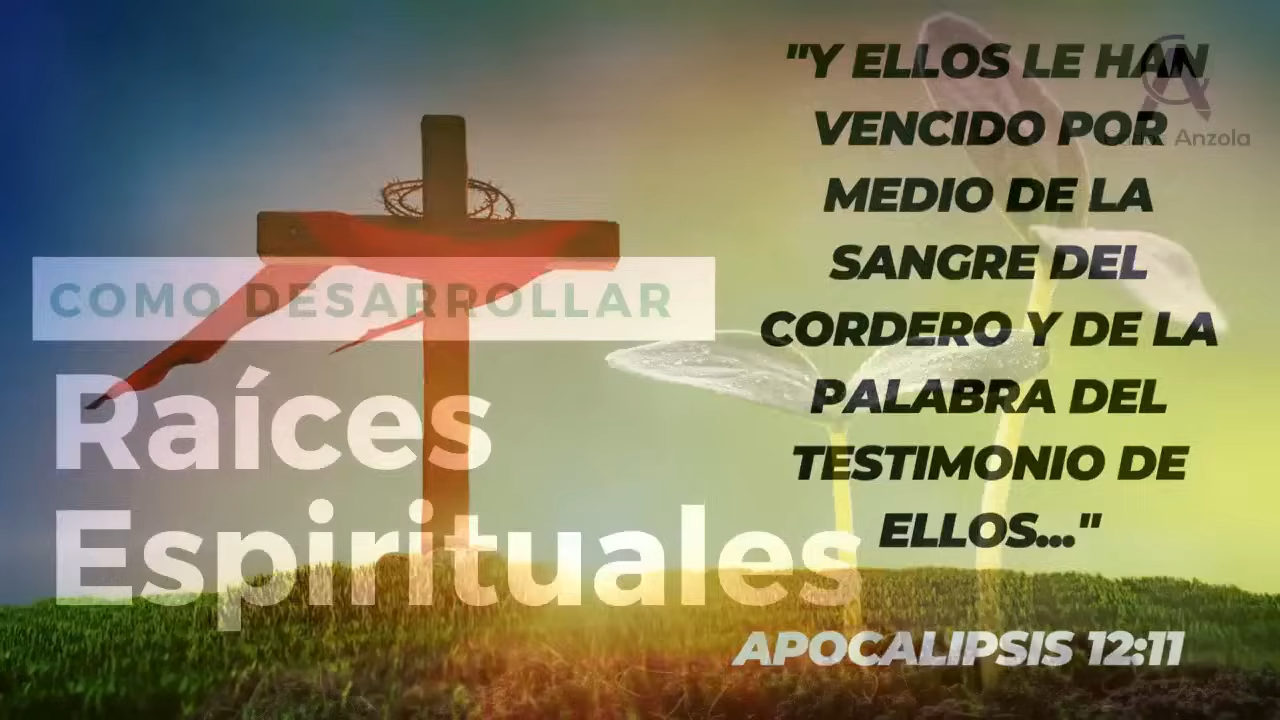 COMO DESARROLLAR
Raíces
Espirituales
"Y ELLOS LE HAN
VENCIDO POR
MEDIO DE LA
SANGRE DEL
CORDERO Y DE LA
PALABRA DEL
TESTIMONIO DE
ELLOS..."
APOCALIPSIS 12:11
Anzola